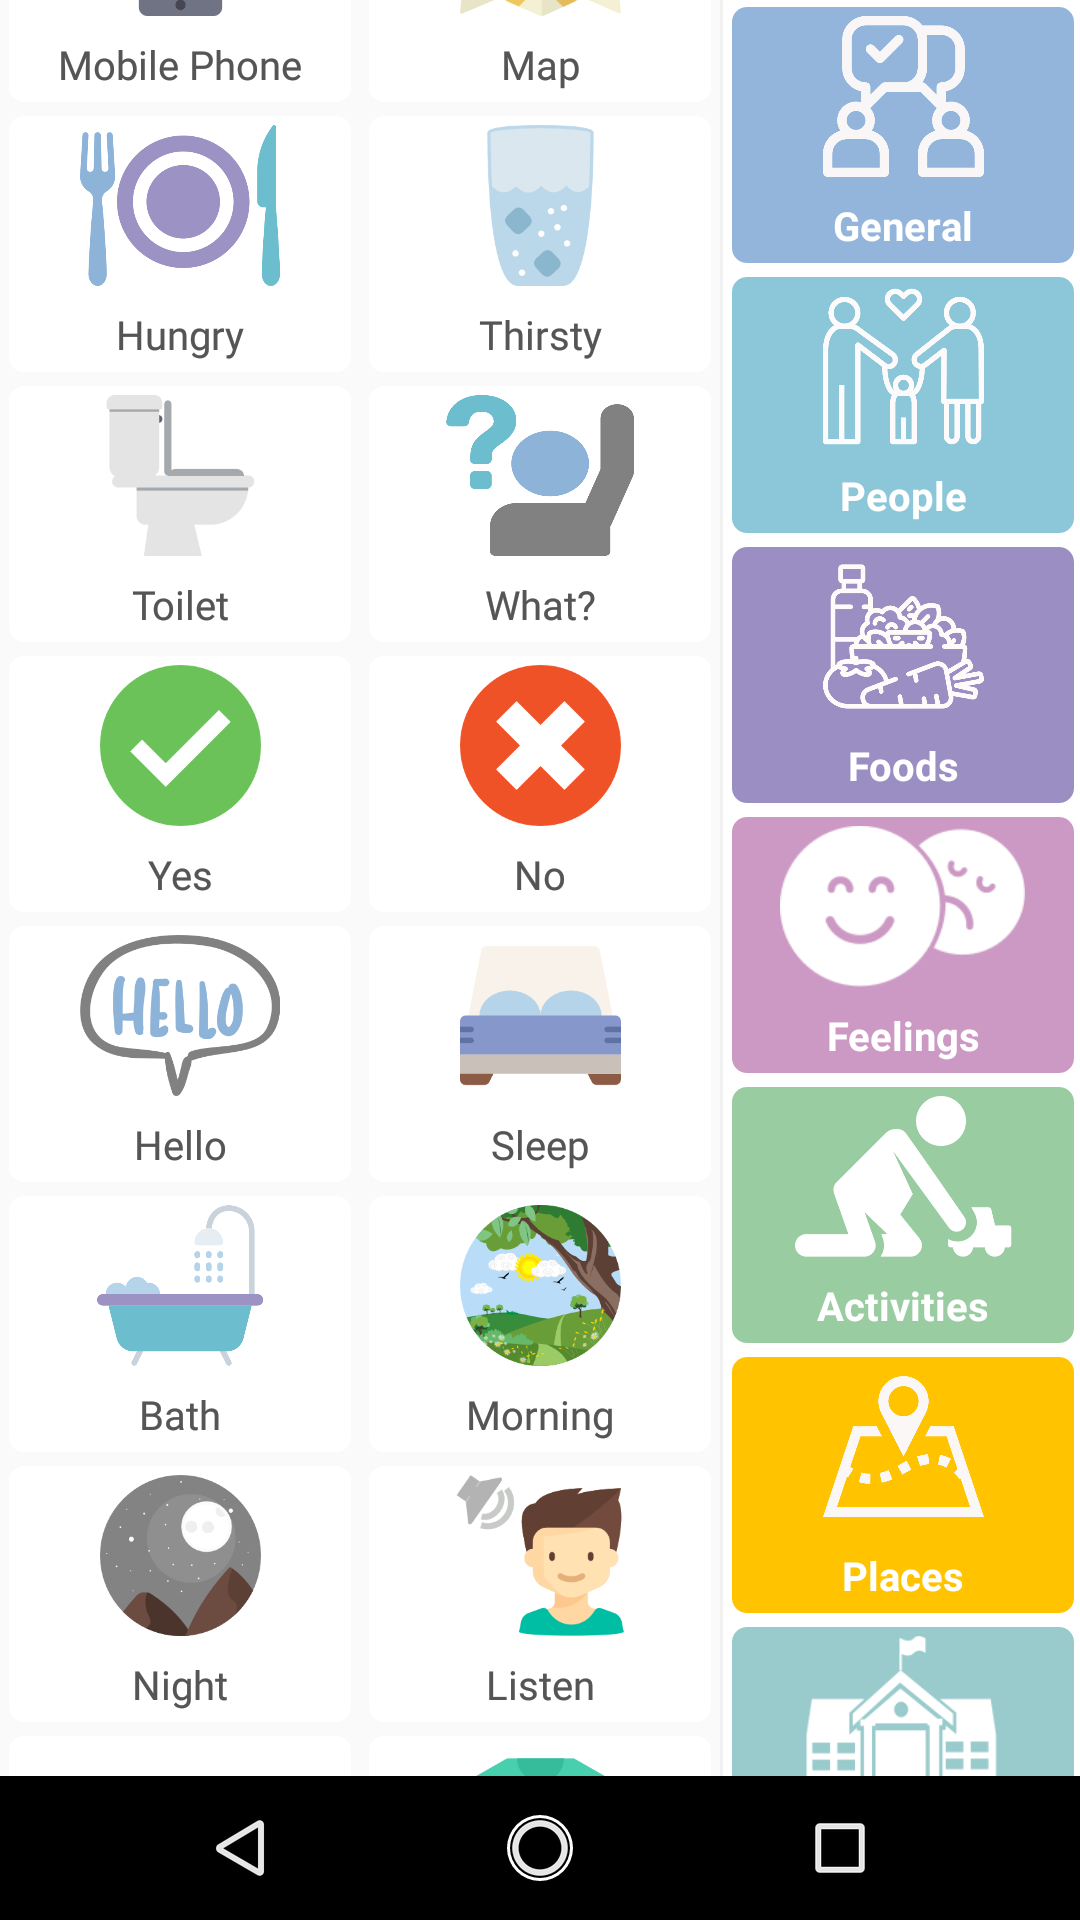 Mobile Phone
Map
Hungry
Thirsty
Toilet
What?
Yes
No
HELLO
Hello
Sleep
Bath
Morning
Night
Listen
General
People
Foods
Feelings
Activities
Places